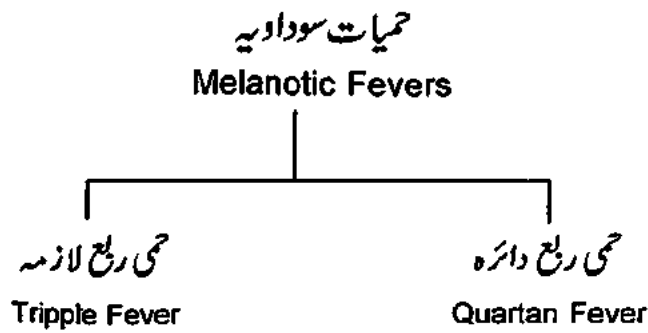 حمیات سوداویہ
Melanotic Fevers
حمی ربع لازمہ
Tripple Fever
حمی ربع دائرہ
Quartan Fever